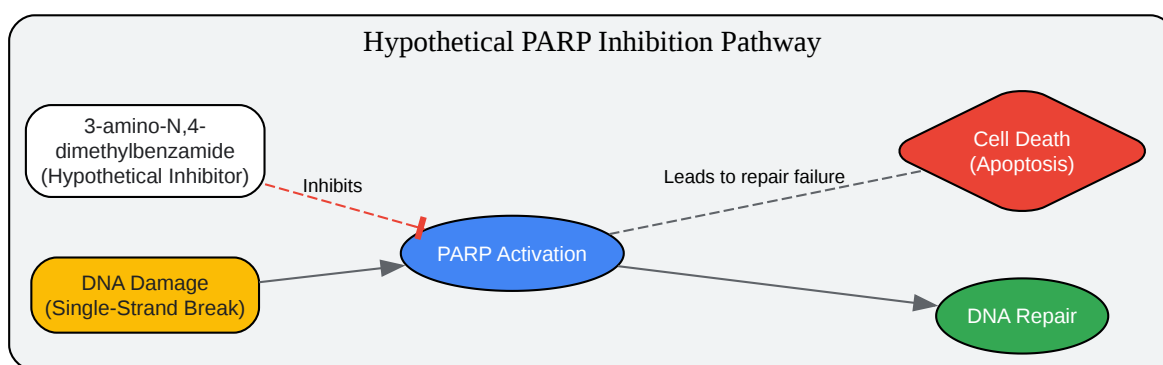 Hypothetical PARP Inhibition Pathway
3-amino-N,4-
dimethylbenzamide
(Hypothetical Inhibitor)
Inhibits
DNA Damage
(Single-Strand Break)
PARP Activation
Leads to repair failure
Cell Death
(Apoptosis)
DNA Repair